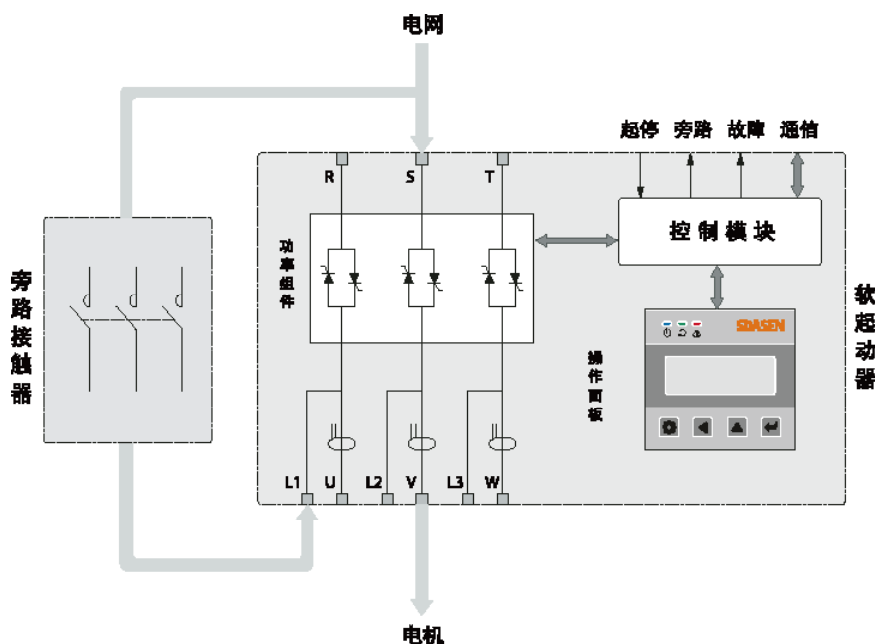 电网
起停 旁路 故障 通信
R S T
控制模块
功率组件
旁路接触器
软起动器
SDASEN
操作面板
L1 U L2 V L3 W
电机